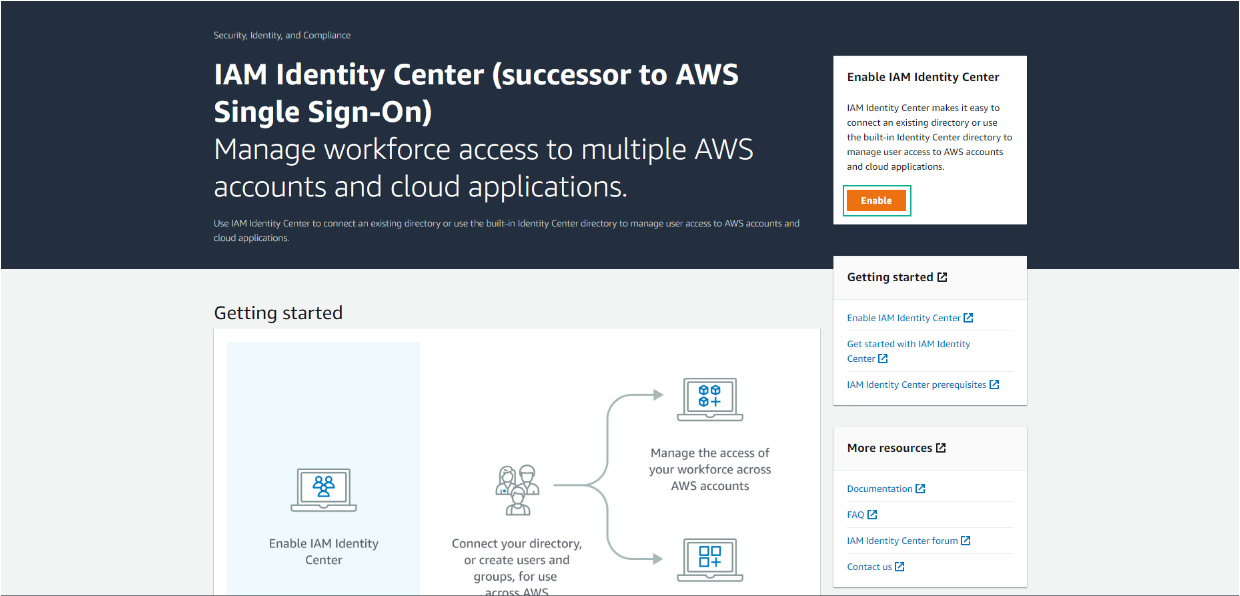 Security, Identity, and Compliance
IAM Identity Center (successor to AWS
Single Sign-On)
Manage workforce access to multiple AWS
accounts and cloud applications.
Use IAM Identity Center to connect an existing directory or use the built-in Identity Center directory to manage user access to AWS accounts and
cloud applications.
Enable IAM Identity Center
IAM Identity Center makes it easy to
connect an existing directory or use
the built-in Identity Center directory to
manage user access to AWS accounts
and cloud applications.
Enable
Getting started
Enable IAM Identity Center
Get started with IAM Identity
Center
IAM Identity Center prerequisites
More resources
Documentation
FAQ
IAM Identity Center forum
Contact us
Getting started
Enable IAM Identity
Center
Connect your directory,
or create users and
groups, for use
across AWS
Manage the access of
your workforce across
AWS accounts